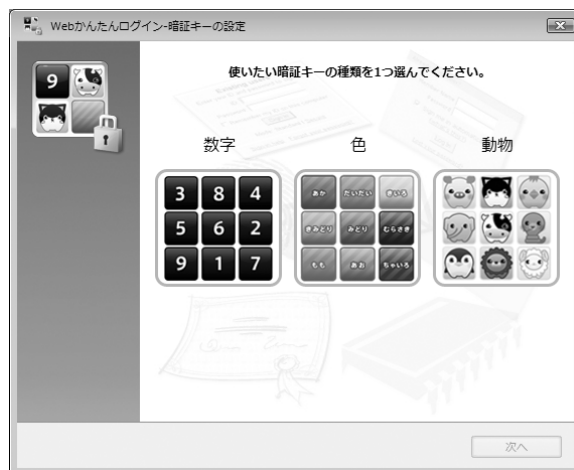 Webかんたんログイン-暗証キーの設定
9
使いたい暗証キーの種類を1つ選んでください。
数字 色 動物
3 8 4 あか だいだい きいろ
5 6 2 きみどり みどり むらさき
9 1 7 もも あお ちゃいろ
次へ